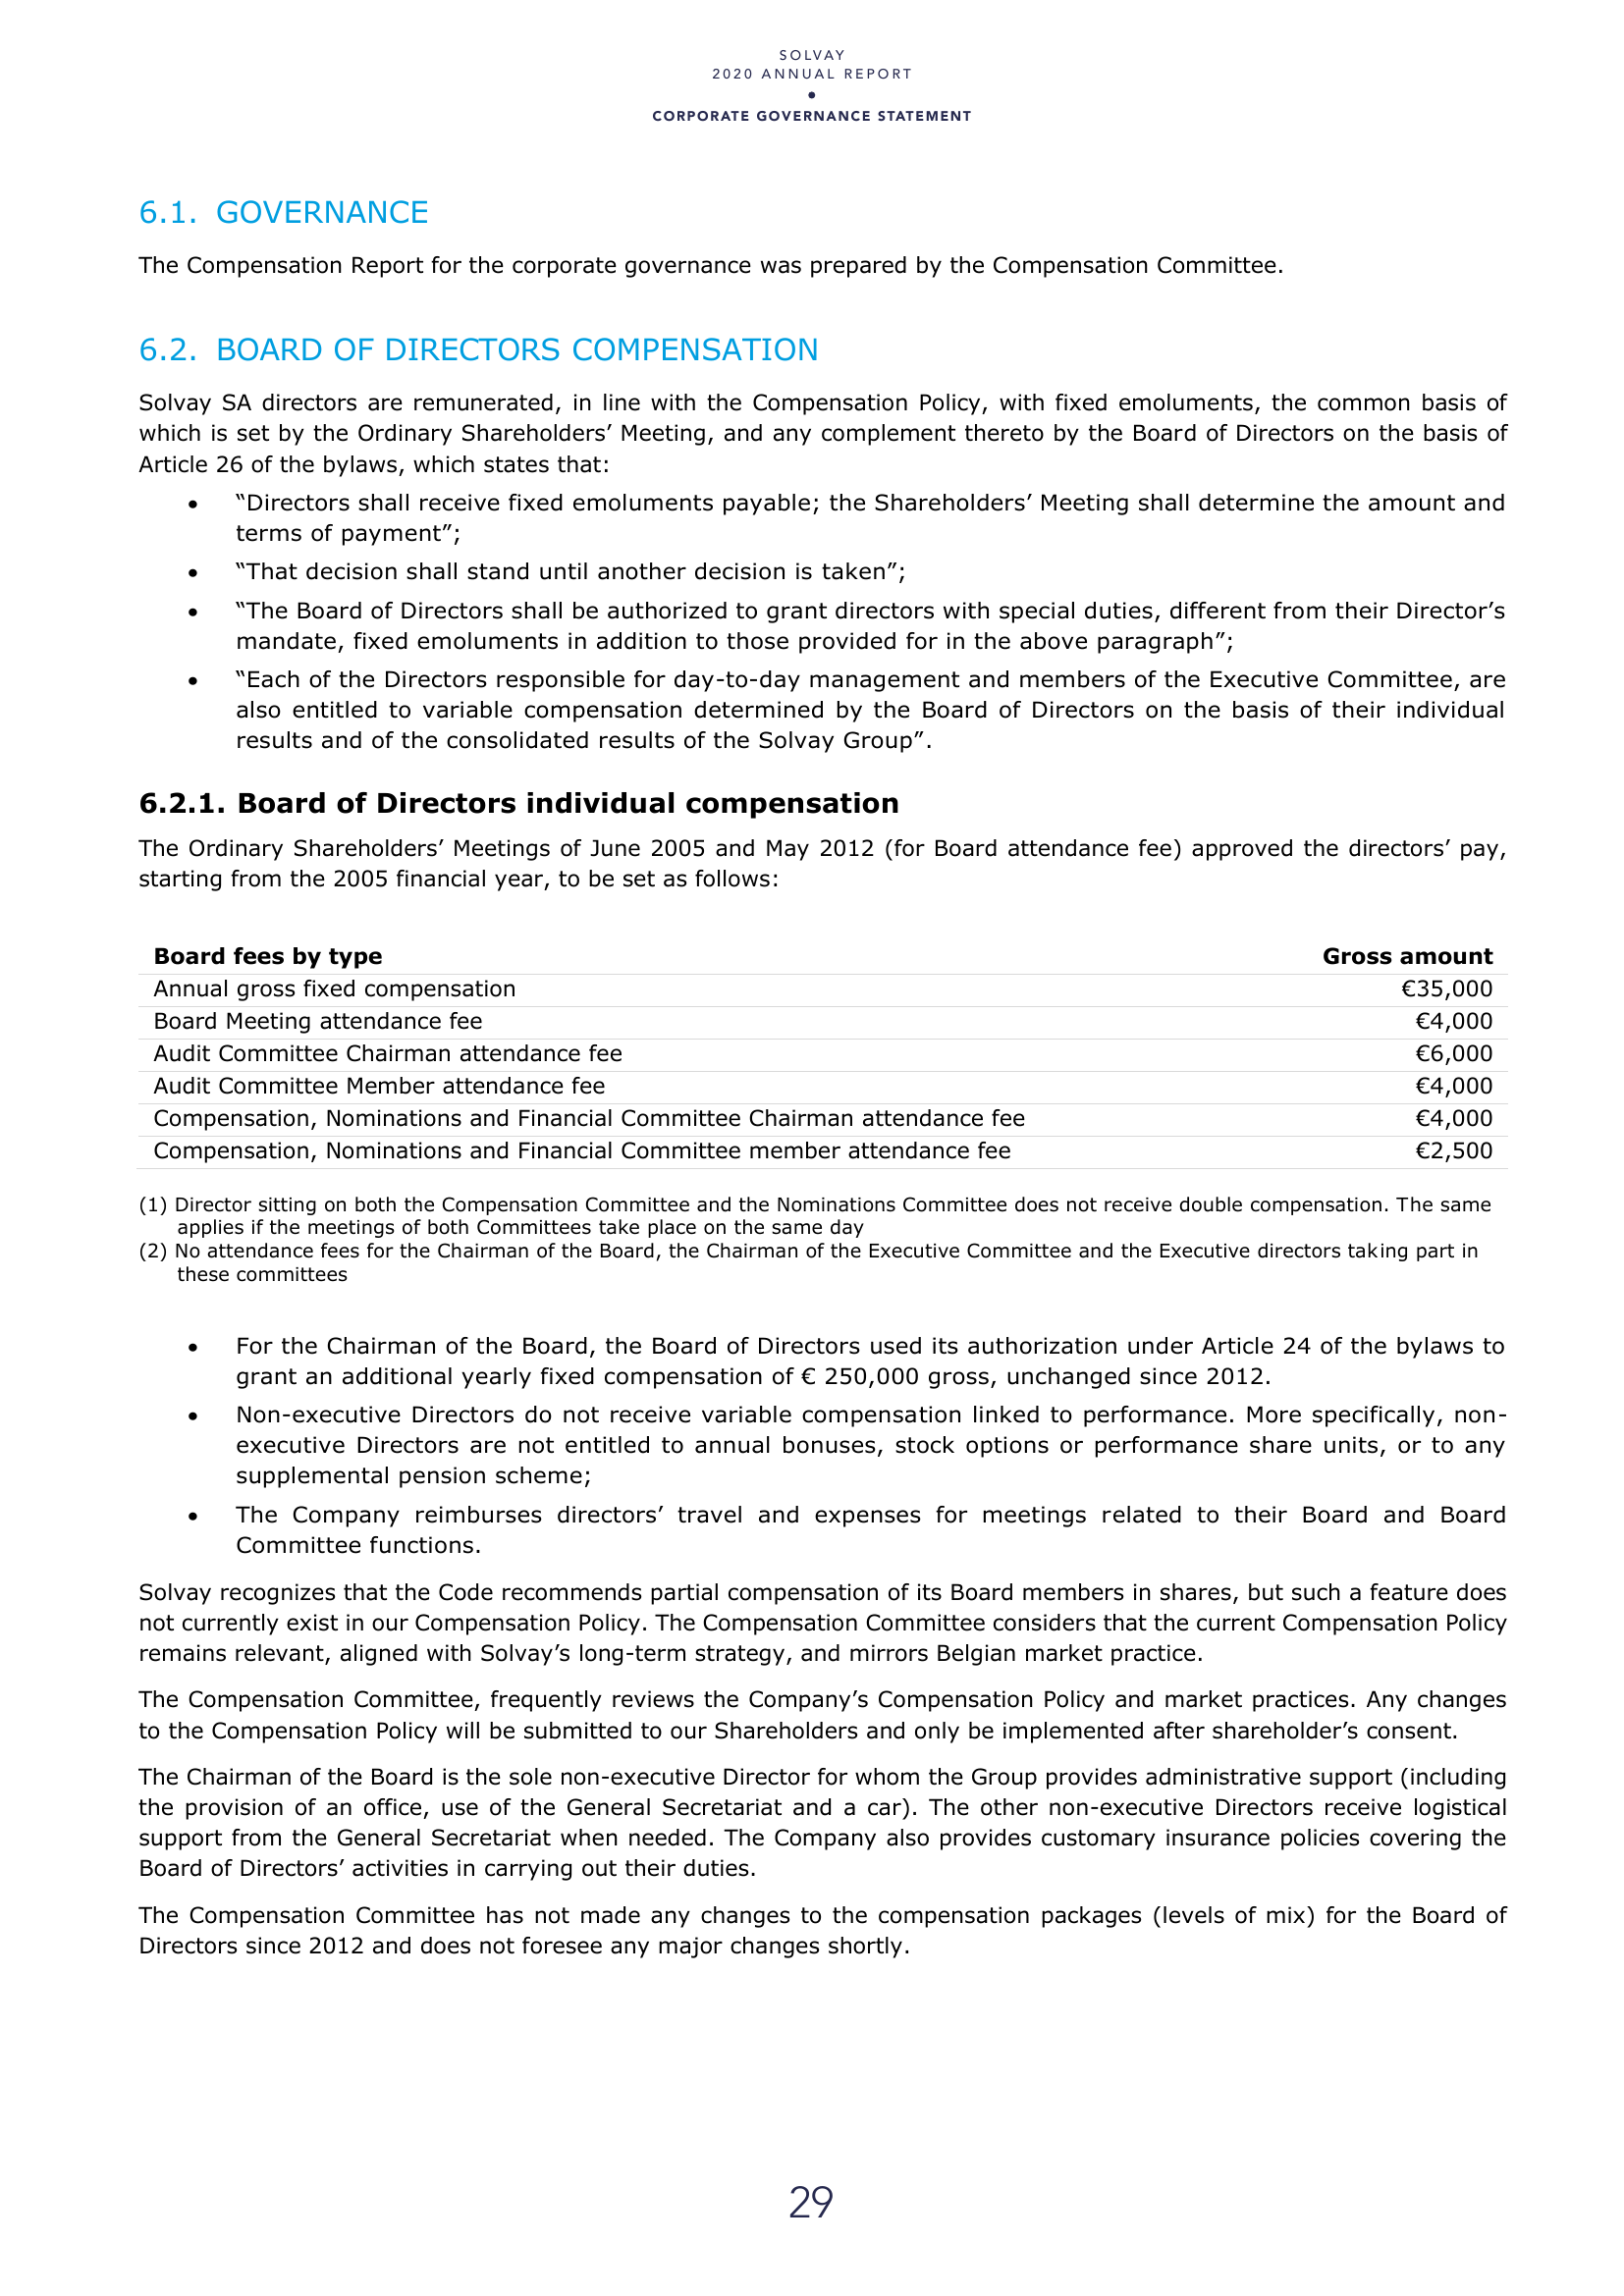 SOLVAY
2020 ANNUAL REPORT
•
CORPORATE GOVERNANCE STATEMENT
6.1. GOVERNANCE
The Compensation Report for the corporate governance was prepared by the Compensation Committee.
6.2. BOARD OF DIRECTORS COMPENSATION
Solvay SA directors are remunerated, in line with the Compensation Policy, with fixed emoluments, the common basis of
which is set by the Ordinary Shareholders’ Meeting, and any complement thereto by the Board of Directors on the basis of
Article 26 of the bylaws, which states that:
• “Directors shall receive fixed emoluments payable; the Shareholders’ Meeting shall determine the amount and
terms of payment”;
• “That decision shall stand until another decision is taken”;
• “The Board of Directors shall be authorized to grant directors with special duties, different from their Director’s
mandate, fixed emoluments in addition to those provided for in the above paragraph”;
• “Each of the Directors responsible for day-to-day management and members of the Executive Committee, are
also entitled to variable compensation determined by the Board of Directors on the basis of their individual
results and of the consolidated results of the Solvay Group”.
6.2.1. Board of Directors individual compensation
The Ordinary Shareholders’ Meetings of June 2005 and May 2012 (for Board attendance fee) approved the directors’ pay,
starting from the 2005 financial year, to be set as follows:
Board fees by type Gross amount
Annual gross fixed compensation €35,000
Board Meeting attendance fee €4,000
Audit Committee Chairman attendance fee €6,000
Audit Committee Member attendance fee €4,000
Compensation, Nominations and Financial Committee Chairman attendance fee €4,000
Compensation, Nominations and Financial Committee member attendance fee €2,500
(1) Director sitting on both the Compensation Committee and the Nominations Committee does not receive double compensation. The same
applies if the meetings of both Committees take place on the same day
(2) No attendance fees for the Chairman of the Board, the Chairman of the Executive Committee and the Executive directors taking part in
these committees
• For the Chairman of the Board, the Board of Directors used its authorization under Article 24 of the bylaws to
grant an additional yearly fixed compensation of € 250,000 gross, unchanged since 2012.
• Non-executive Directors do not receive variable compensation linked to performance. More specifically, non-
executive Directors are not entitled to annual bonuses, stock options or performance share units, or to any
supplemental pension scheme;
• The Company reimburses directors’ travel and expenses for meetings related to their Board and Board
Committee functions.
Solvay recognizes that the Code recommends partial compensation of its Board members in shares, but such a feature does
not currently exist in our Compensation Policy. The Compensation Committee considers that the current Compensation Policy
remains relevant, aligned with Solvay’s long-term strategy, and mirrors Belgian market practice.
The Compensation Committee, frequently reviews the Company’s Compensation Policy and market practices. Any changes
to the Compensation Policy will be submitted to our Shareholders and only be implemented after shareholder’s consent.
The Chairman of the Board is the sole non-executive Director for whom the Group provides administrative support (including
the provision of an office, use of the General Secretariat and a car). The other non-executive Directors receive logistical
support from the General Secretariat when needed. The Company also provides customary insurance policies covering the
Board of Directors’ activities in carrying out their duties.
The Compensation Committee has not made any changes to the compensation packages (levels of mix) for the Board of
Directors since 2012 and does not foresee any major changes shortly.
29